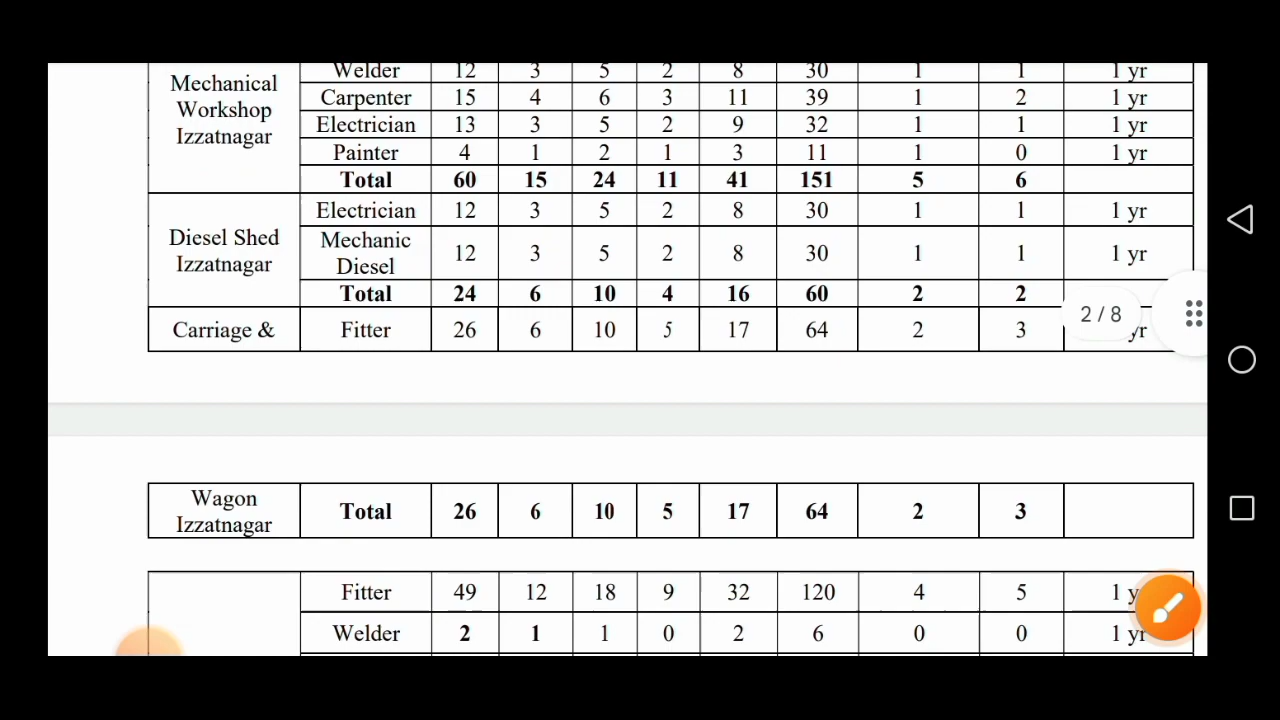 Mechanical Workshop Izzatnagar
Welder 12 3 5 2 8 30 1 1 1 yr
Carpenter 15 4 6 3 11 39 1 2 1 yr
Electrician 13 3 5 2 9 32 1 1 1 yr
Painter 4 1 2 1 3 11 1 0 1 yr
Total 60 15 24 11 41 151 5 6
Diesel Shed Izzatnagar
Electrician 12 3 5 2 8 30 1 1 1 yr
Mechanic Diesel 12 3 5 2 8 30 1 1 1 yr
Total 24 6 10 4 16 60 2 2
Carriage & Fitter 26 6 10 5 17 64 2 3 yr
2 / 8
Wagon Izzatnagar Total 26 6 10 5 17 64 2 3
Fitter 49 12 18 9 32 120 4 5 1 y
Welder 2 1 1 0 2 6 0 0 1 yr